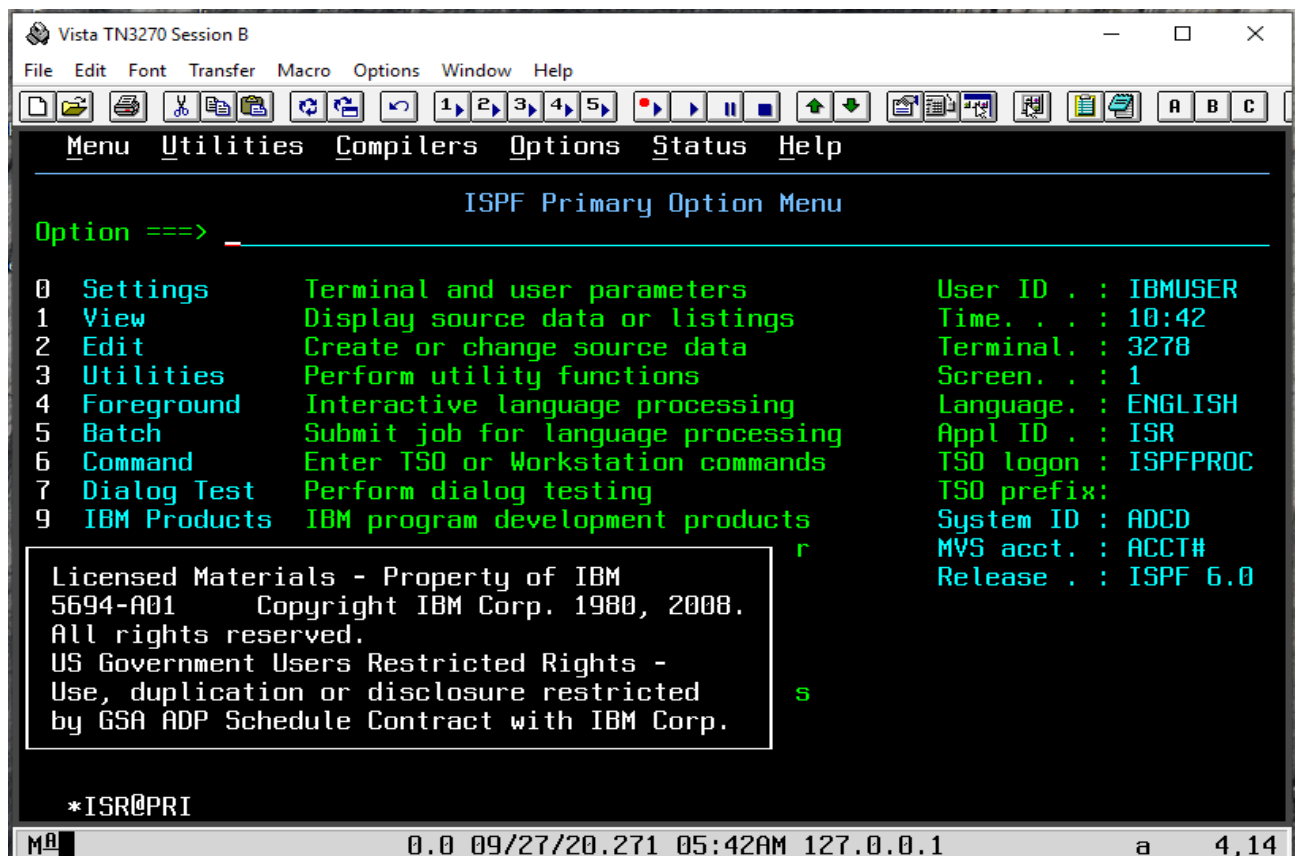 Vista TN3270 Session B
File Edit Font Transfer Macro Options Window Help
1 2 3 4 5 A B C
Menu Utilities Compilers Options Status Help
ISPF Primary Option Menu
Option ===> _
0 Settings Terminal and user parameters User ID . : IBMUSER
1 View Display source data or listings Time. . . : 10:42
2 Edit Create or change source data Terminal. : 3278
3 Utilities Perform utility functions Screen. . : 1
4 Foreground Interactive language processing Language. : ENGLISH
5 Batch Submit job for language processing Appl ID . : ISR
6 Command Enter TSO or Workstation commands TSO logon : ISPFPROC
7 Dialog Test Perform dialog testing TSO prefix:
9 IBM Products IBM program development products System ID : ADCD
r MVS acct. : ACCT#
Licensed Materials - Property of IBM Release . : ISPF 6.0
5694-A01 Copyright IBM Corp. 1980, 2008.
All rights reserved.
US Government Users Restricted Rights -
Use, duplication or disclosure restricted s
by GSA ADP Schedule Contract with IBM Corp.
*ISR@PRI
MA 0.0 09/27/20.271 05:42AM 127.0.0.1 a 4,14